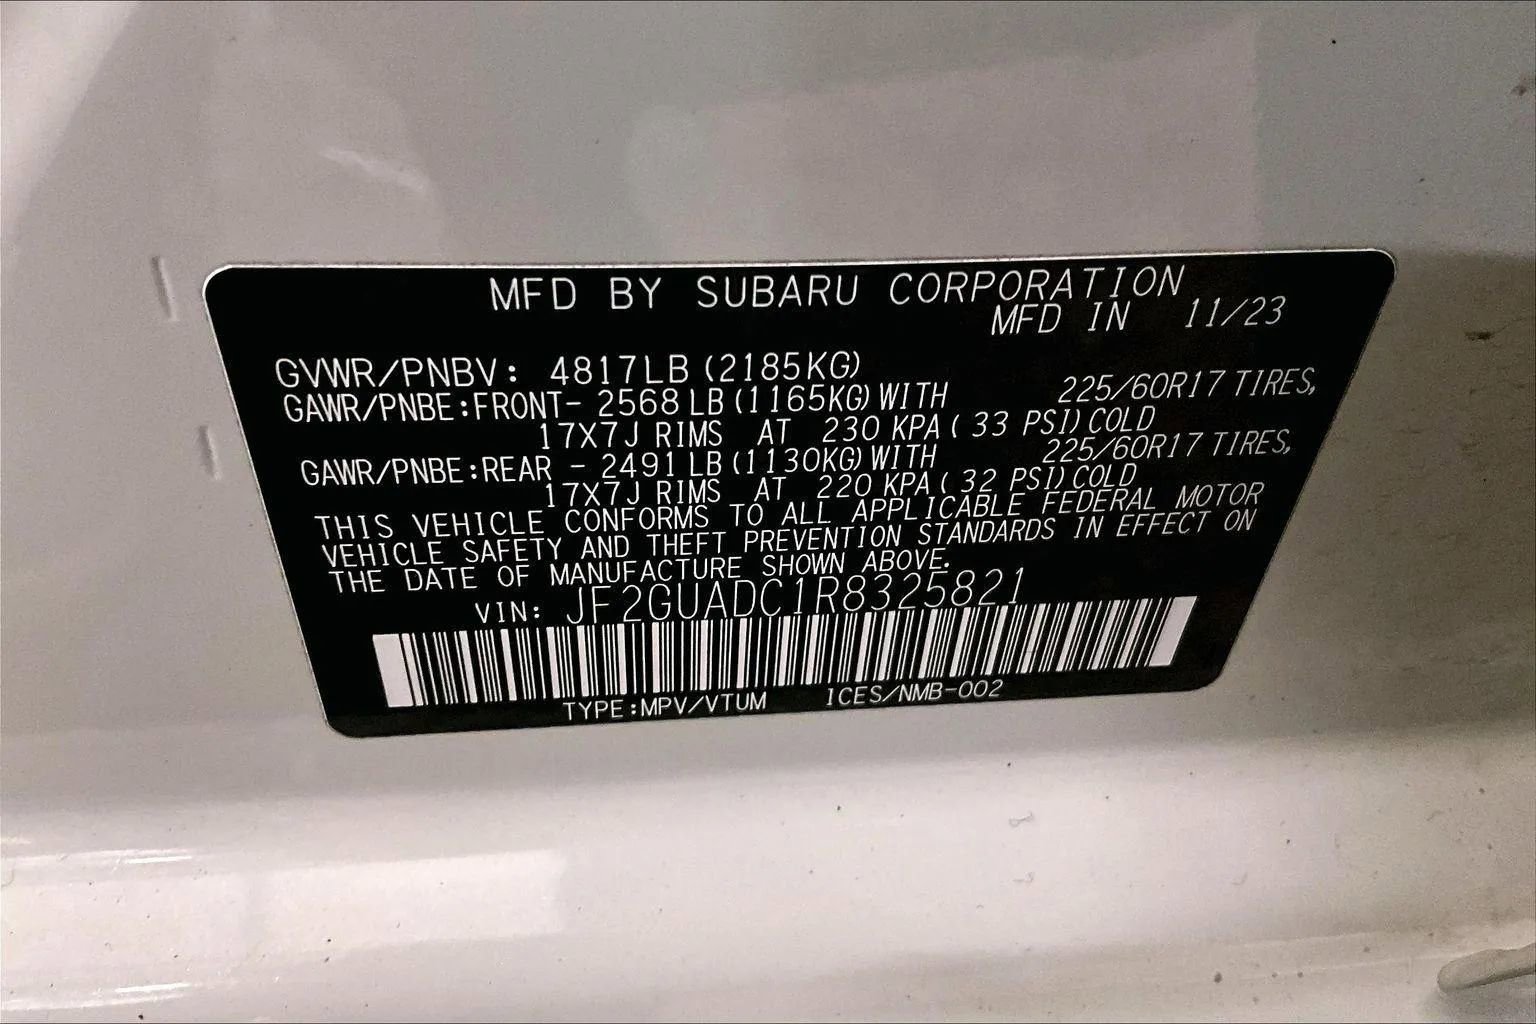 MFD BY SUBARU CORPORATION
MFD IN 11/23
GVWR/PNBV: 4817LB (2185KG)
GAWR/PNBE:FRONT- 2568 LB (1165KG) WITH 225/60R17 TIRES,
17X7J RIMS AT 230 KPA ( 33 PSI) COLD
GAWR/PNBE:REAR - 2491 LB (1130KG) WITH 225/60R17 TIRES,
17X7J RIMS AT 220 KPA ( 32 PSI) COLD
THIS VEHICLE CONFORMS TO ALL APPLICABLE FEDERAL MOTOR
VEHICLE SAFETY AND THEFT PREVENTION STANDARDS IN EFFECT ON
THE DATE OF MANUFACTURE SHOWN ABOVE.
VIN: JF2GUADC1R8325821
TYPE:MPV/VTUM ICES/NMB-002